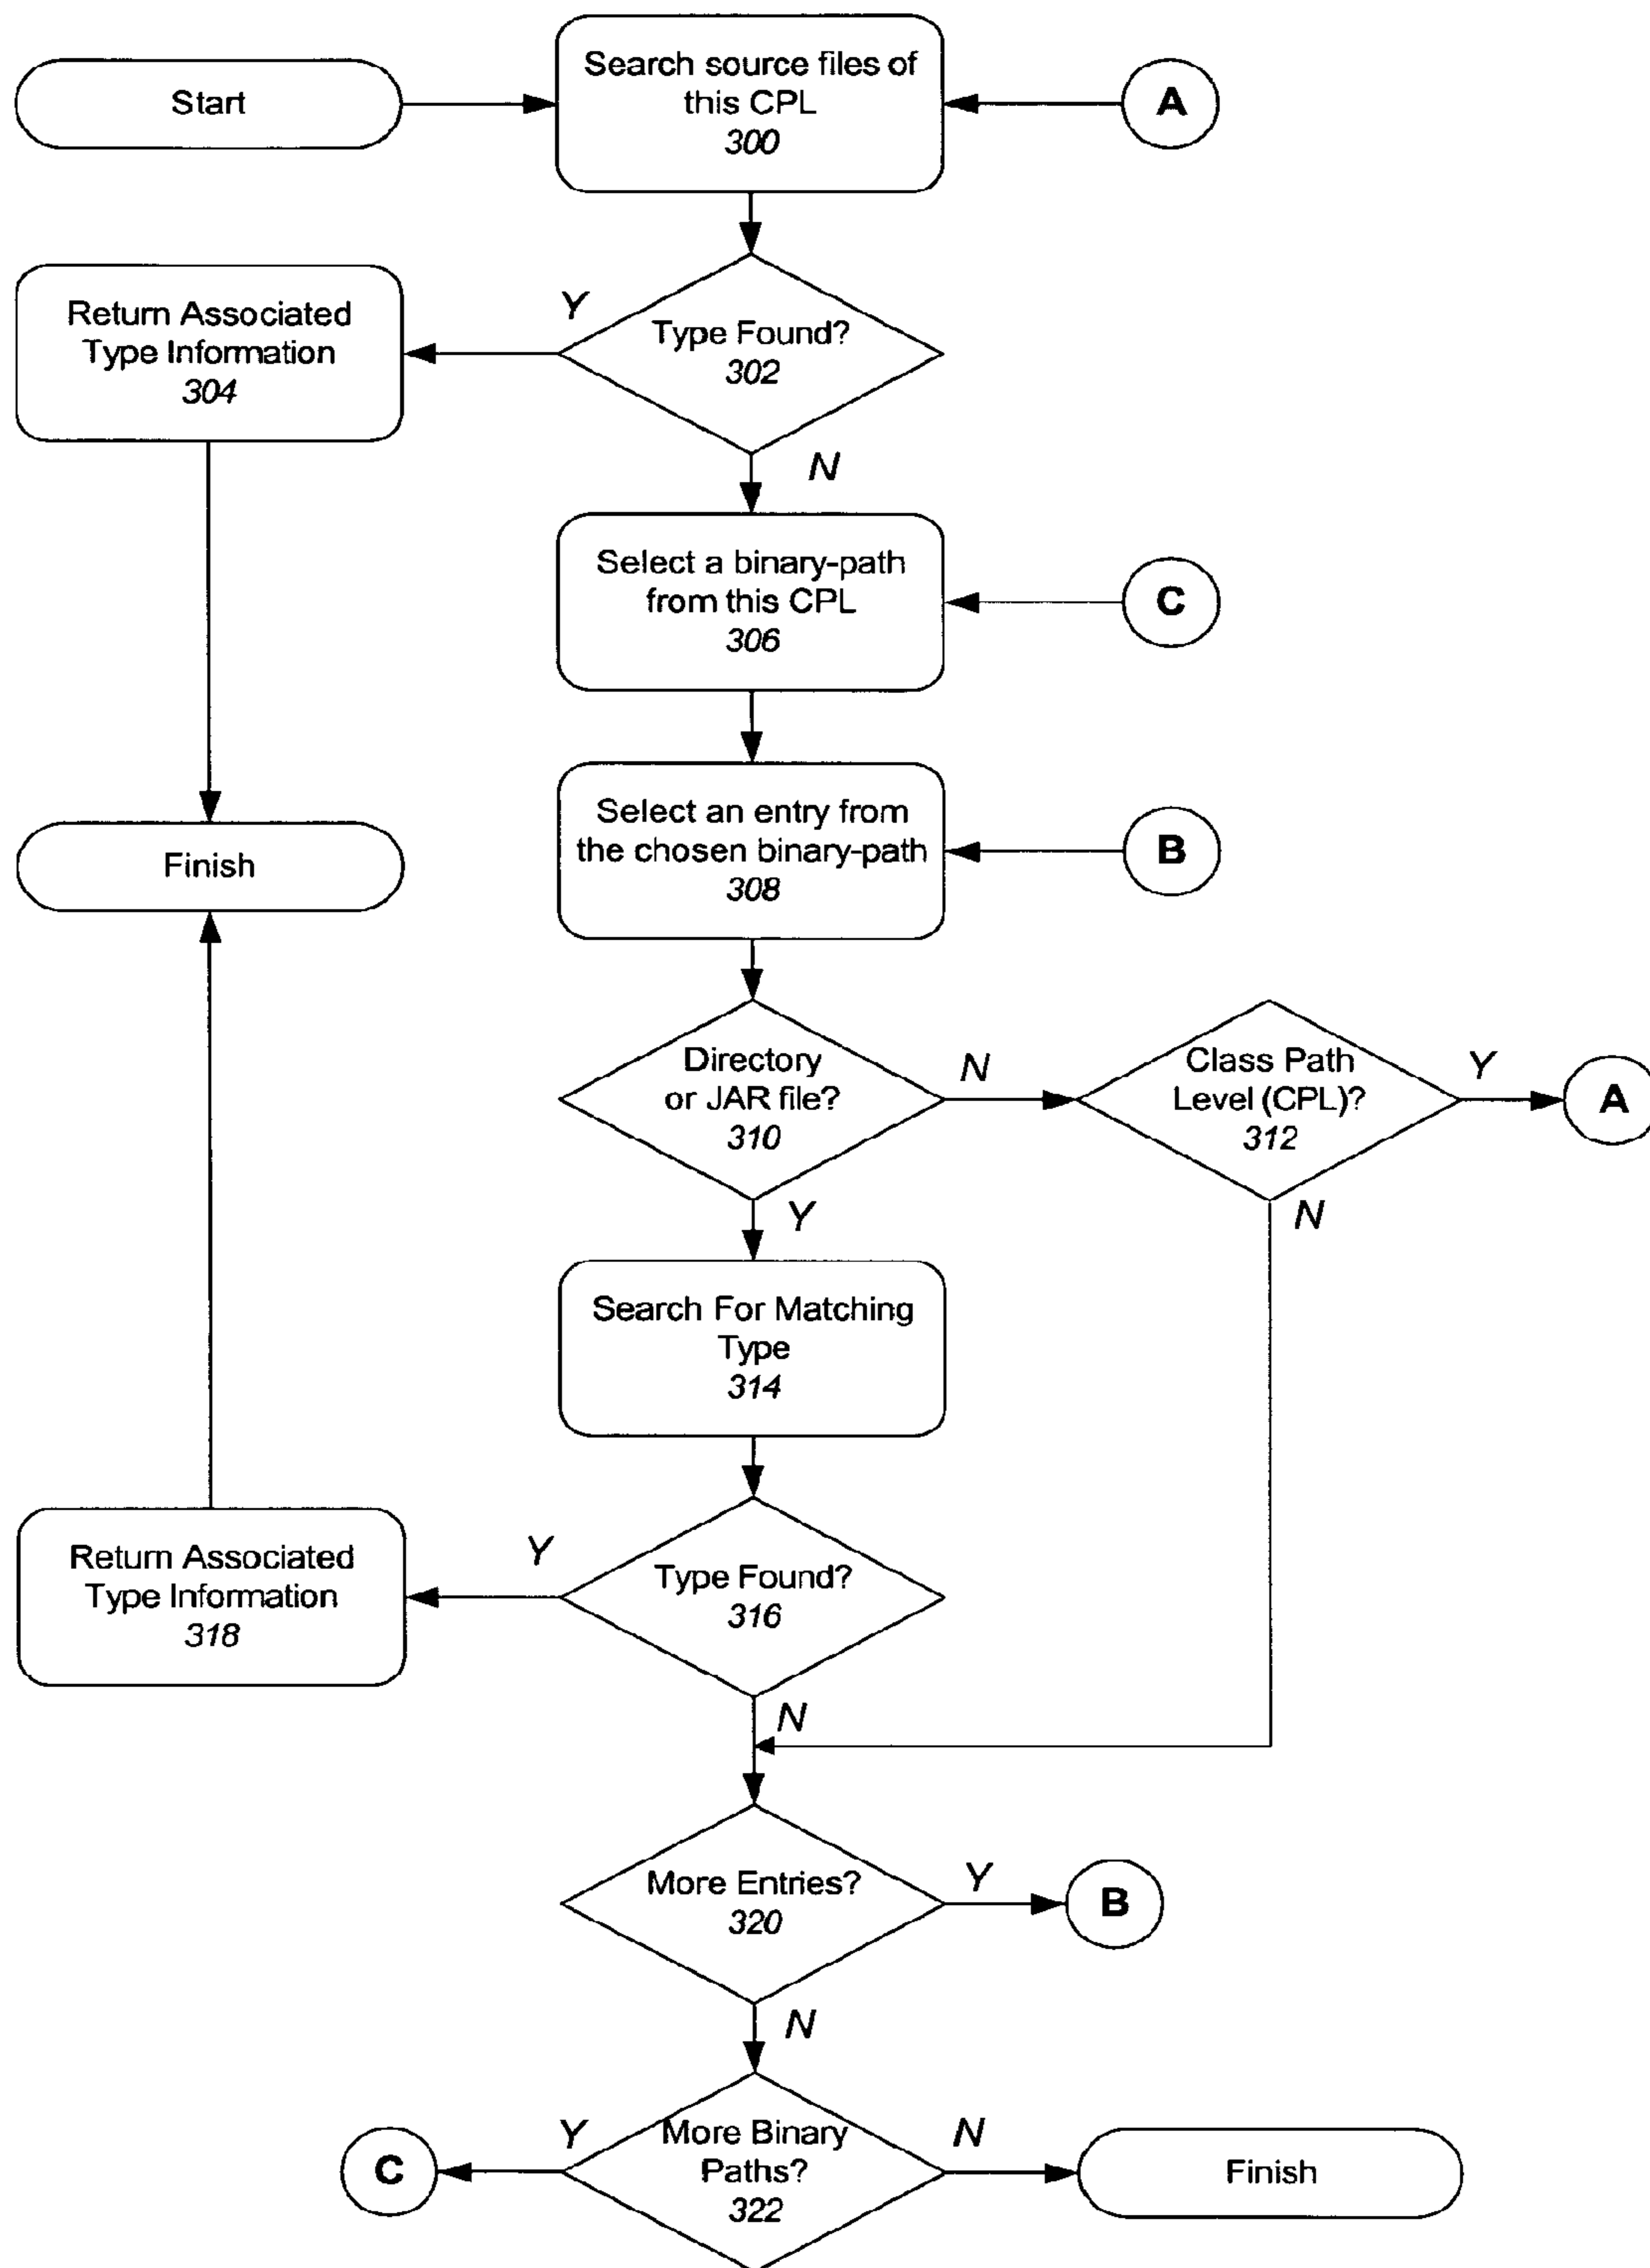 Start
Search source files of
this CPL
300
A
Return Associated
Type Information
304
Y
Type Found?
302
N
Select a binary-path
from this CPL
306
C
Select an entry from
the chosen binary-path
308
B
Finish
Directory
or JAR file?
310
N
Class Path
Level (CPL)?
312
Y
A
Y
N
Search For Matching
Type
314
Return Associated
Type Information
318
Y
Type Found?
316
N
More Entries?
320
Y
B
N
C
Y
More Binary
Paths?
322
N
Finish